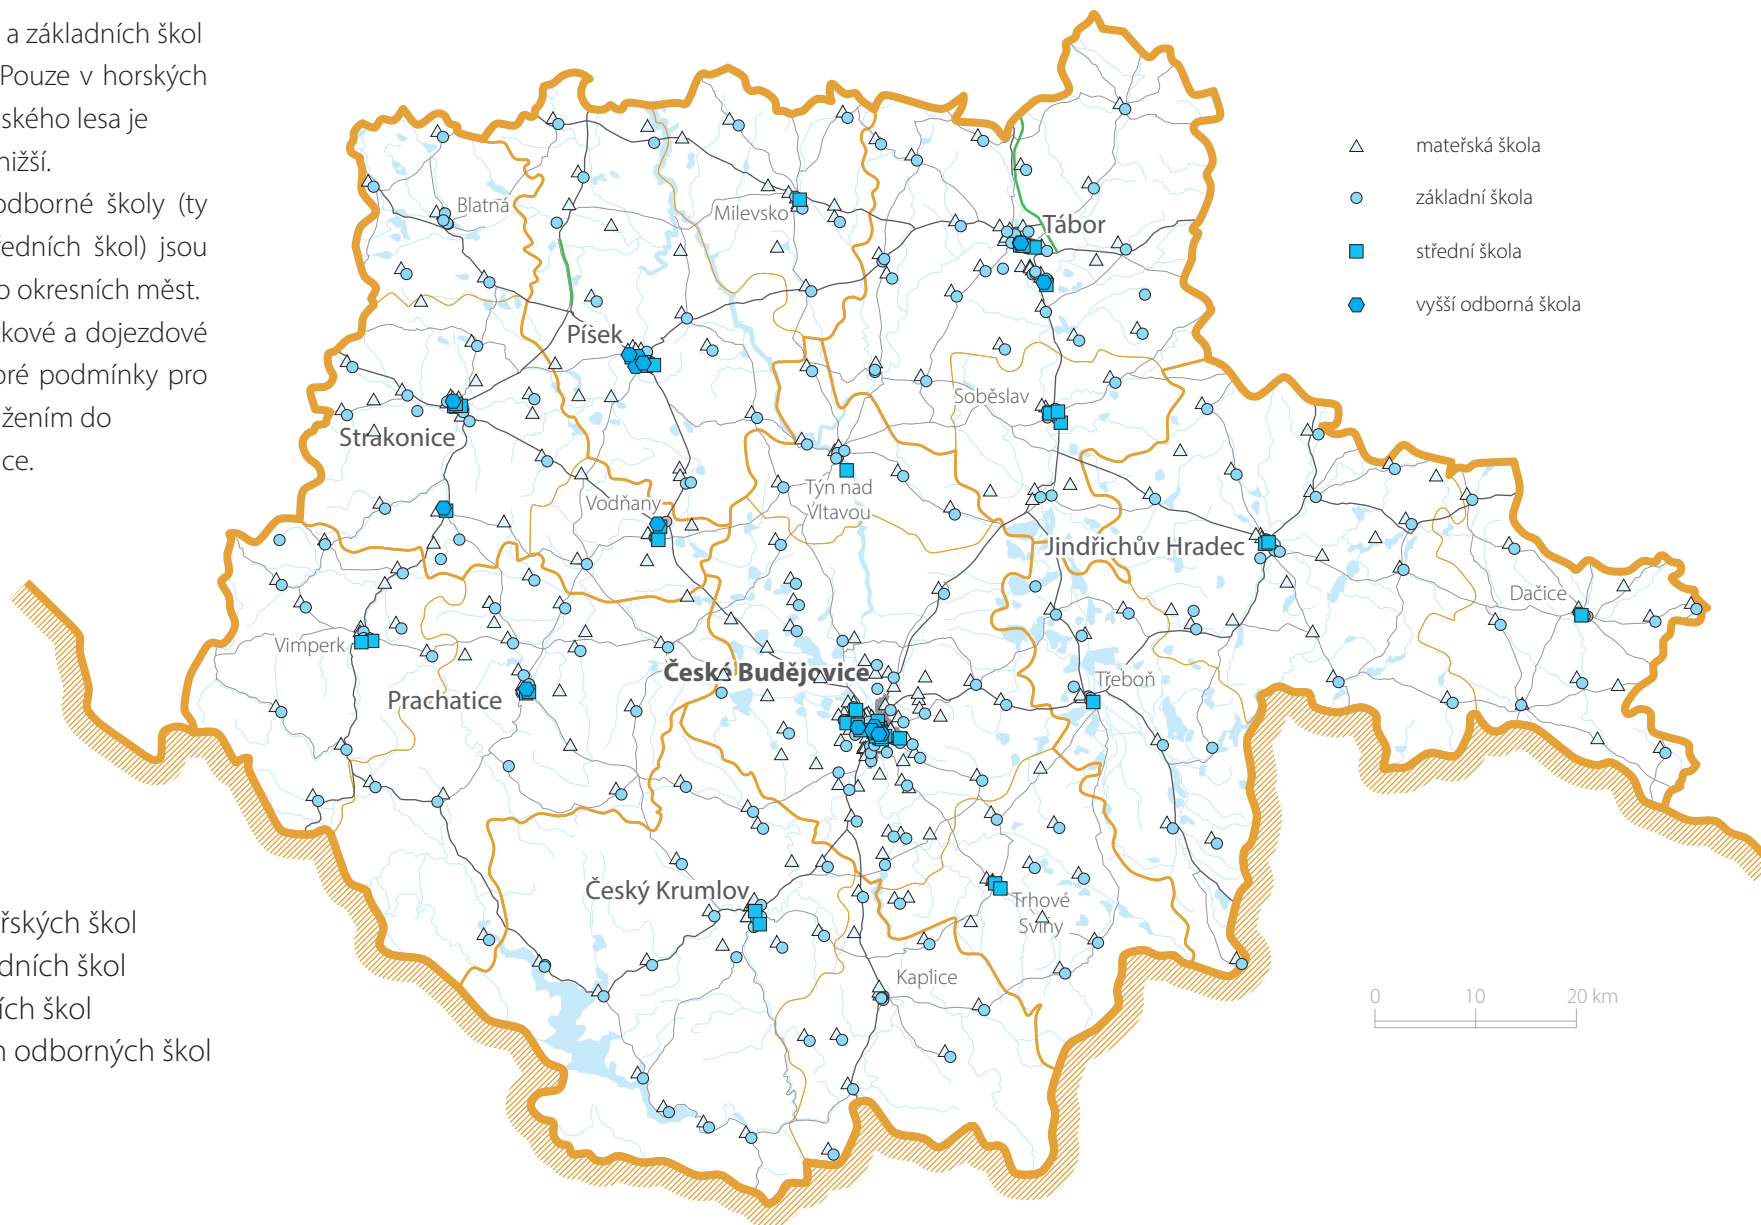 a základních škol
Pouze v horských
ského lesa je
nižší.
odborné školy (ty
ředních škol) jsou
o okresních měst.
kové a dojezdové
bré podmínky pro
žením do
ce.
řských škol
dních škol
ích škol
h odborných škol
mateřská škola
základní škola
střední škola
vyšší odborná škola
Blatná
Milevsko
Tábor
Písek
Soběslav
Strakonice
Týn nad
Vltavou
Vodňany
Jindřichův Hradec
Dačice
Vimperk
České Budějovice
Třeboň
Prachatice
Český Krumlov
Trhové
Sviny
Kaplice
0 10 20 km